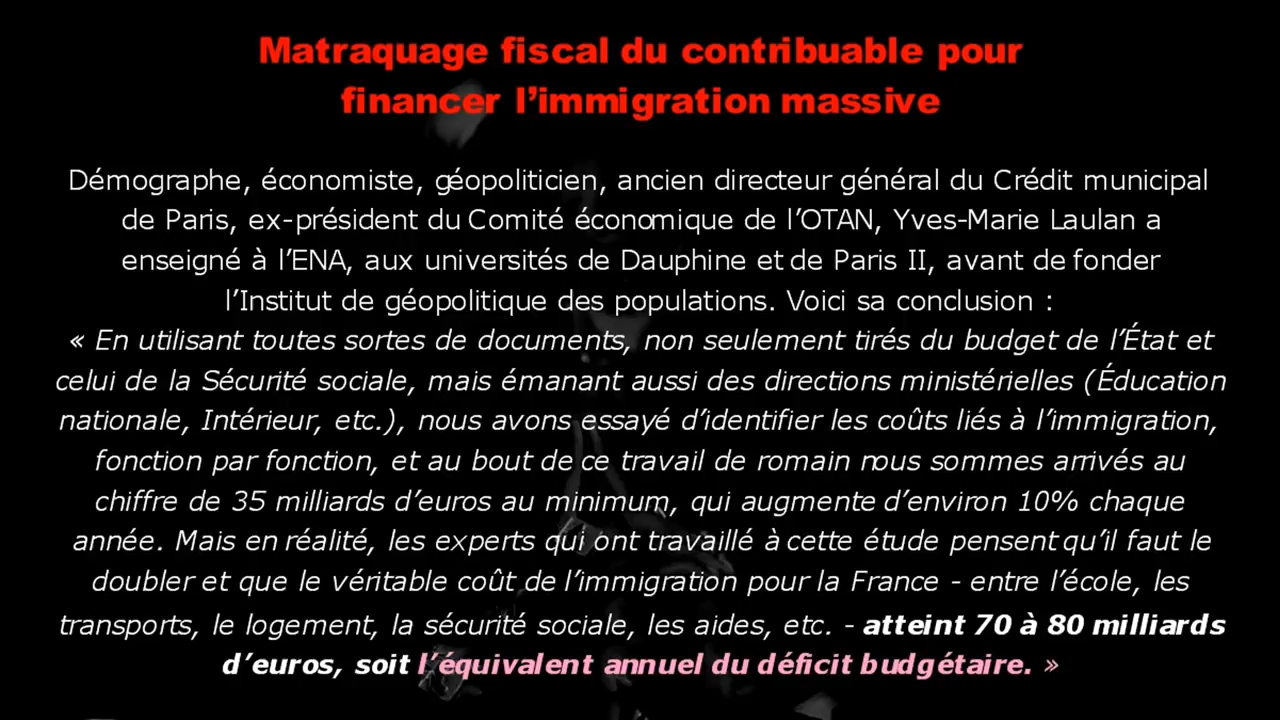 Matraquage fiscal du contribuable pour
financer l’immigration massive
Démographe, économiste, géopoliticien, ancien directeur général du Crédit municipal
de Paris, ex-président du Comité économique de l’OTAN, Yves-Marie Laulan a
enseigné à l’ENA, aux universités de Dauphine et de Paris II, avant de fonder
l’Institut de géopolitique des populations. Voici sa conclusion :
« En utilisant toutes sortes de documents, non seulement tirés du budget de l’État et
celui de la Sécurité sociale, mais émanant aussi des directions ministérielles (Éducation
nationale, Intérieur, etc.), nous avons essayé d’identifier les coûts liés à l’immigration,
fonction par fonction, et au bout de ce travail de romain nous sommes arrivés au
chiffre de 35 milliards d’euros au minimum, qui augmente d’environ 10% chaque
année. Mais en réalité, les experts qui ont travaillé à cette étude pensent qu’il faut le
doubler et que le véritable coût de l’immigration pour la France - entre l’école, les
transports, le logement, la sécurité sociale, les aides, etc. - atteint 70 à 80 milliards
d’euros, soit l’équivalent annuel du déficit budgétaire. »